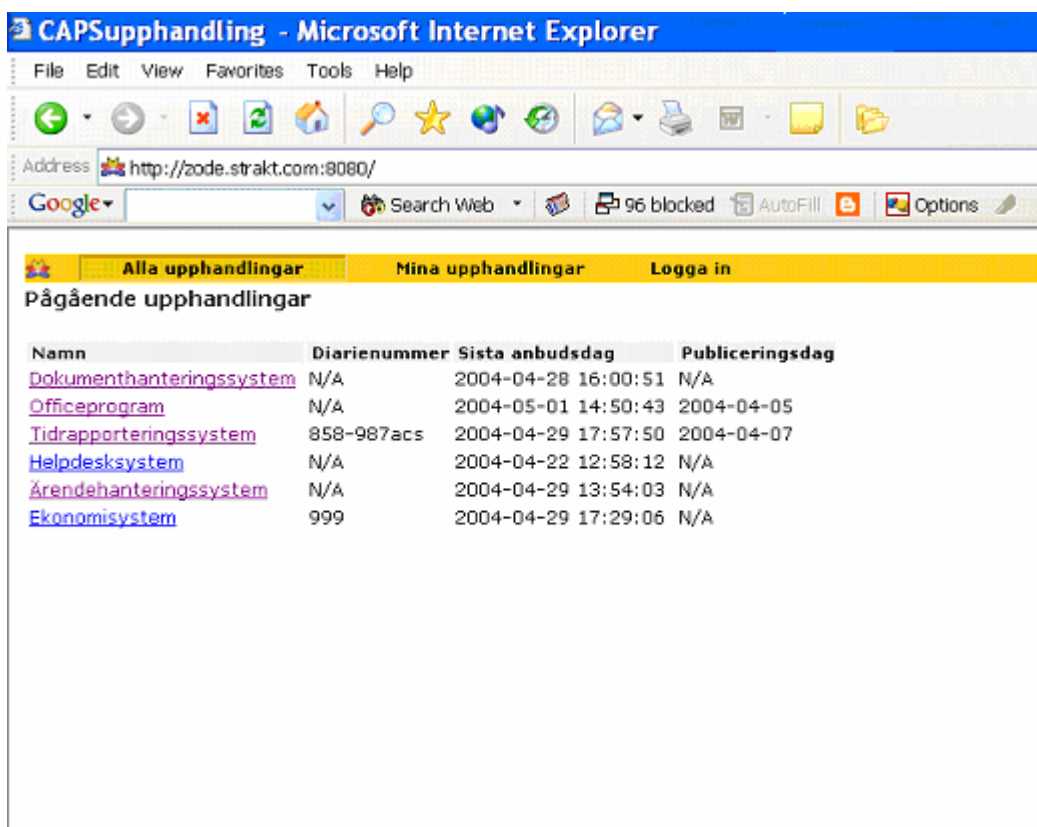 CAPSupphandling - Microsoft Internet Explorer
File Edit View Favorites Tools Help
Address http://zode.strakt.com:8080/
Google Search Web 96 blocked AutoFill Options
Alla upphandlingar Mina upphandlingar Logga in
Pågående upphandlingar
Namn Diarienummer Sista anbudsdag Publiceringsdag
Dokumenthanteringssystem N/A 2004-04-28 16:00:51 N/A
Officeprogram N/A 2004-05-01 14:50:43 2004-04-05
Tidrapporteringssystem 858-987acs 2004-04-29 17:57:50 2004-04-07
Helpdesksystem N/A 2004-04-22 12:58:12 N/A
Ärendehanteringssystem N/A 2004-04-29 13:54:03 N/A
Ekonomisystem 999 2004-04-29 17:29:06 N/A